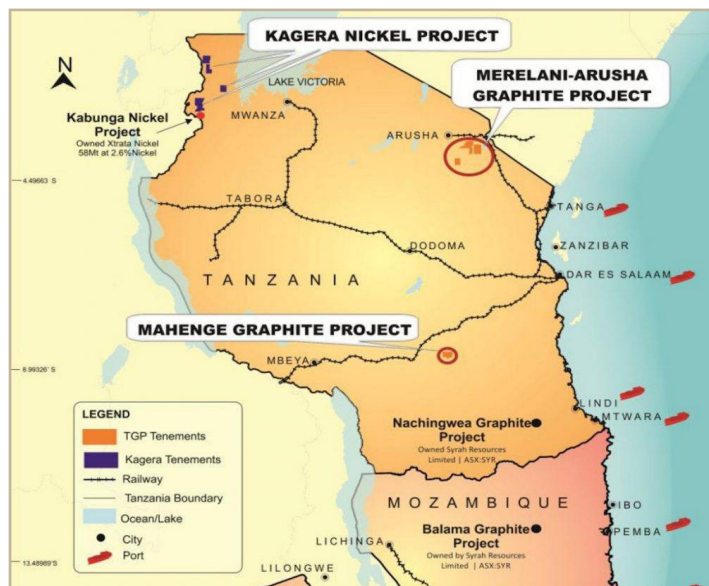 KAGERA NICKEL PROJECT
N
MERELANI-ARUSHA
GRAPHITE PROJECT
LAKE VICTORIA
MWANZA
Kabunga Nickel
Project
Owned Xtrata Nickel
58Mt at 2.6%Nickel
ARUSHA
4.49663 S
TABORA
TANGA
DODOMA
ZANZIBAR
TANZANIA
DAR ES SALAAM
MAHENGE GRAPHITE PROJECT
MBEYA
8.99326' S
LINDI
MTWARA
LEGEND
TGP Tenements
Kagera Tenements
Railway
Tanzania Boundary
Ocean/Lake
City
Port
Nachingwea Graphite
Project
Owned Syrah Resources
Limited | ASX:SYR
MOZAMBIQUE
IBO
Balama Graphite
Project
Owned by Syrah Resources
Limited | ASX:SYR
PEMBA
LICHINGA
13.48989° S
LILONGWE